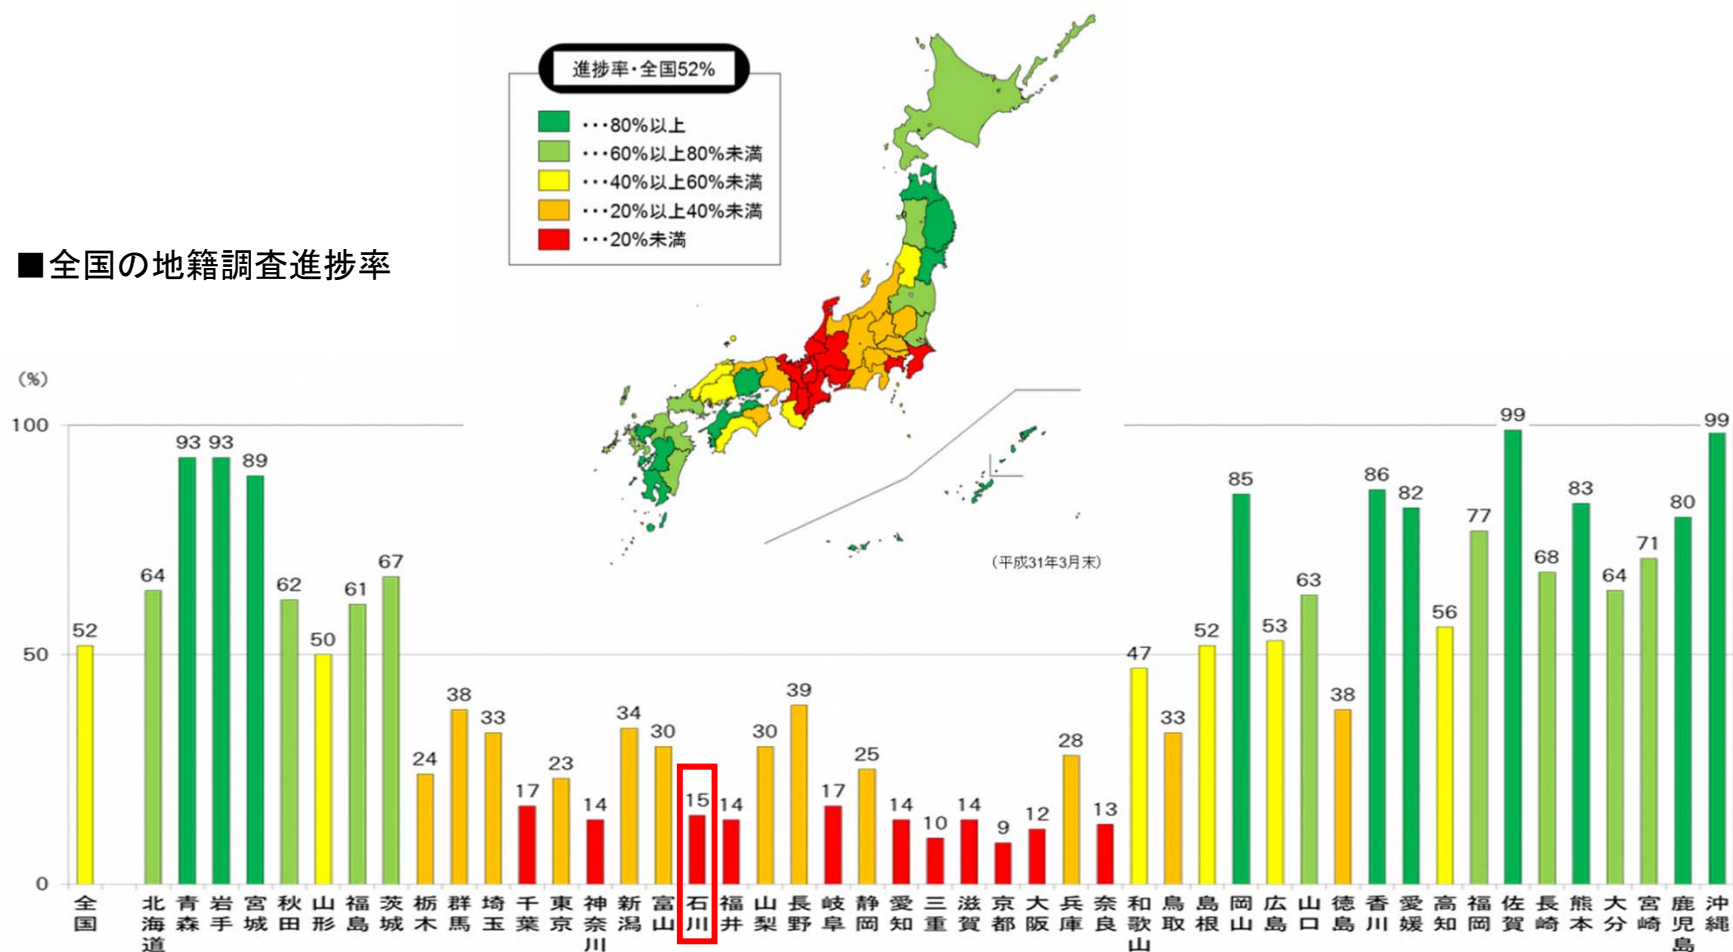 進捗率・全国52%
・・・80%以上
・・・60%以上80%未満
・・・40%以上60%未満
・・・20%以上40%未満
・・・20%未満
■全国の地籍調査進捗率
(平成31年3月末)
(%)
100
50
0
52
64
93
93
89
62
50
61
67
24
38
33
17
23
14
34
30
15
14
30
39
17
25
14
10
14
9
12
28
13
47
33
52
85
53
63
38
86
82
56
77
99
68
83
64
71
80
99
全国
北海道
青森
岩手
宮城
秋田
山形
福島
茨城
栃木
群馬
埼玉
千葉
東京
神奈川
新潟
富山
石川
福井
山梨
長野
岐阜
静岡
愛知
三重
滋賀
京都
大阪
兵庫
奈良
和歌山
鳥取
島根
岡山
広島
山口
徳島
香川
愛媛
高知
福岡
佐賀
長崎
熊本
大分
宮崎
鹿児島
沖縄